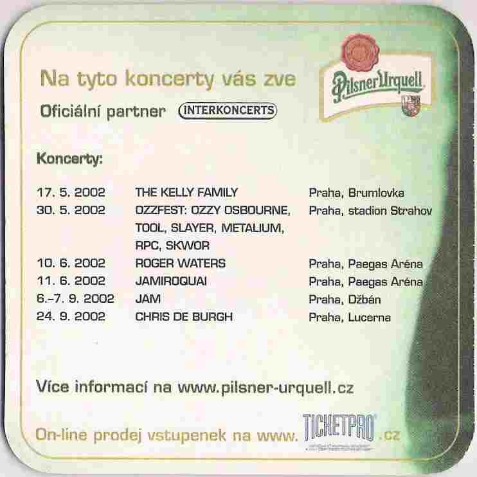 Na tyto koncerty vás zve
Pilsner Urquell
Oficiální partner INTERKONCERTS
Koncerty:
17. 5. 2002 THE KELLY FAMILY Praha, Brumlovka
30. 5. 2002 OZZFEST: OZZY OSBOURNE, Praha, stadion Strahov
TOOL, SLAYER, METALIUM,
RPC, SKWOR
10. 6. 2002 ROGER WATERS Praha, Paegas Aréna
11. 6. 2002 JAMIROQUAI Praha, Paegas Aréna
6.-7. 9. 2002 JAM Praha, Džbán
24. 9. 2002 CHRIS DE BURGH Praha, Lucerna
Více informací na www.pilsner-urquell.cz
On-line prodej vstupenek na www. TICKETPRO .cz